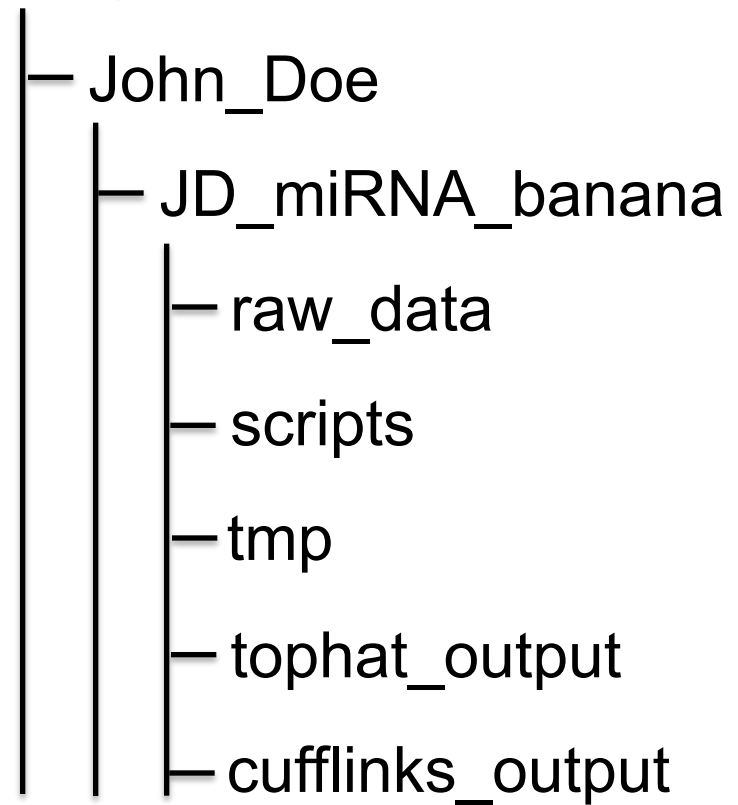 John_Doe
JD_miRNA_banana
raw_data
scripts
tmp
tophat_output
cufflinks_output